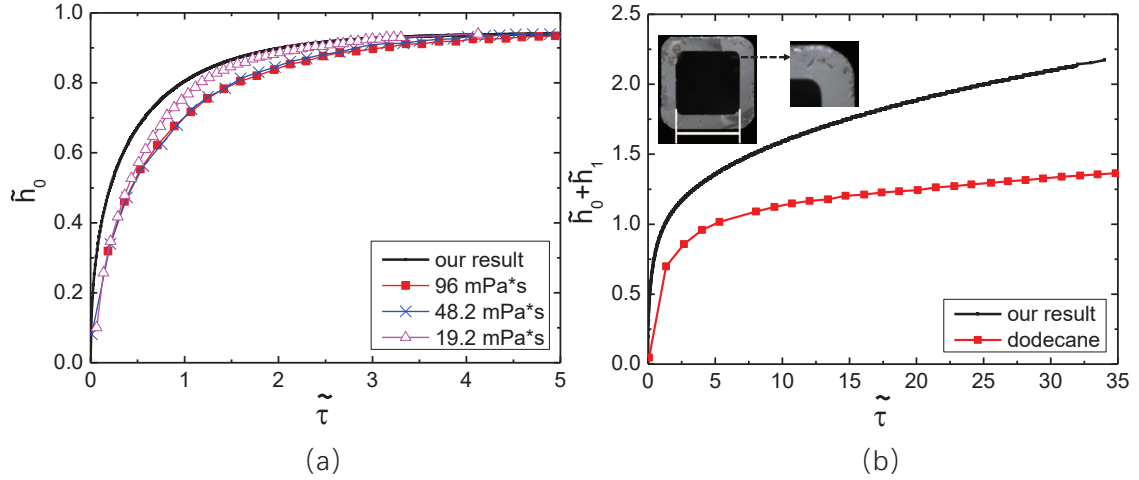 1.0
0.8
0.6
0.4
0.2
0.0
0 1 2 3 4 5
h̃₀
τ̃
our result
96 mPa*s
48.2 mPa*s
19.2 mPa*s
(a)
2.5
2.0
1.5
1.25
0.75
0.5
0.0
0 5 10 15 20 25 30 35
h̃₀+h̃₁
τ̃
our result
dodecane
(b)